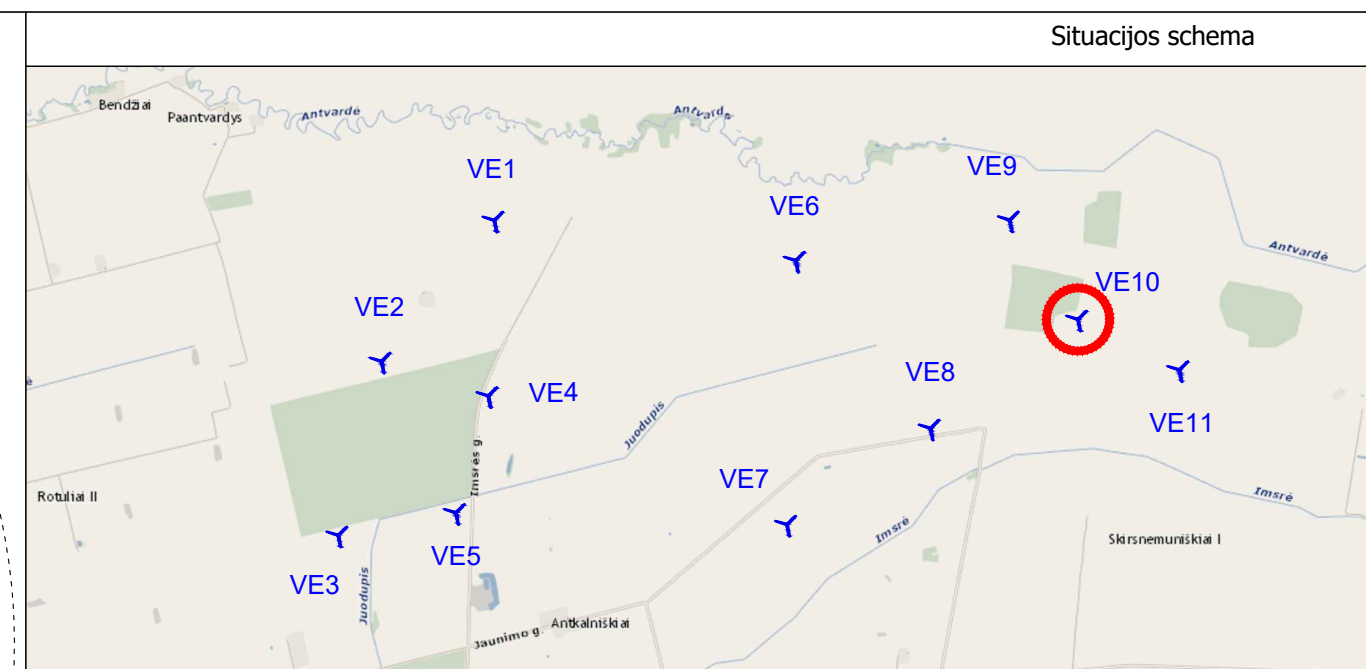 Situacijos schema
Bendžiai
Paantvardys
Antvardė
Antvardė
VE1
VE9
VE6
Antvardė
VE10
VE2
VE8
VE4
Juodupis
VE11
Imsrės g.
VE7
Rotuliai II
Imsrė
Imsrė
Skirsnemuniškiai I
VE5
VE3
Juodupis
Antkalniškiai
Jaunimo g.